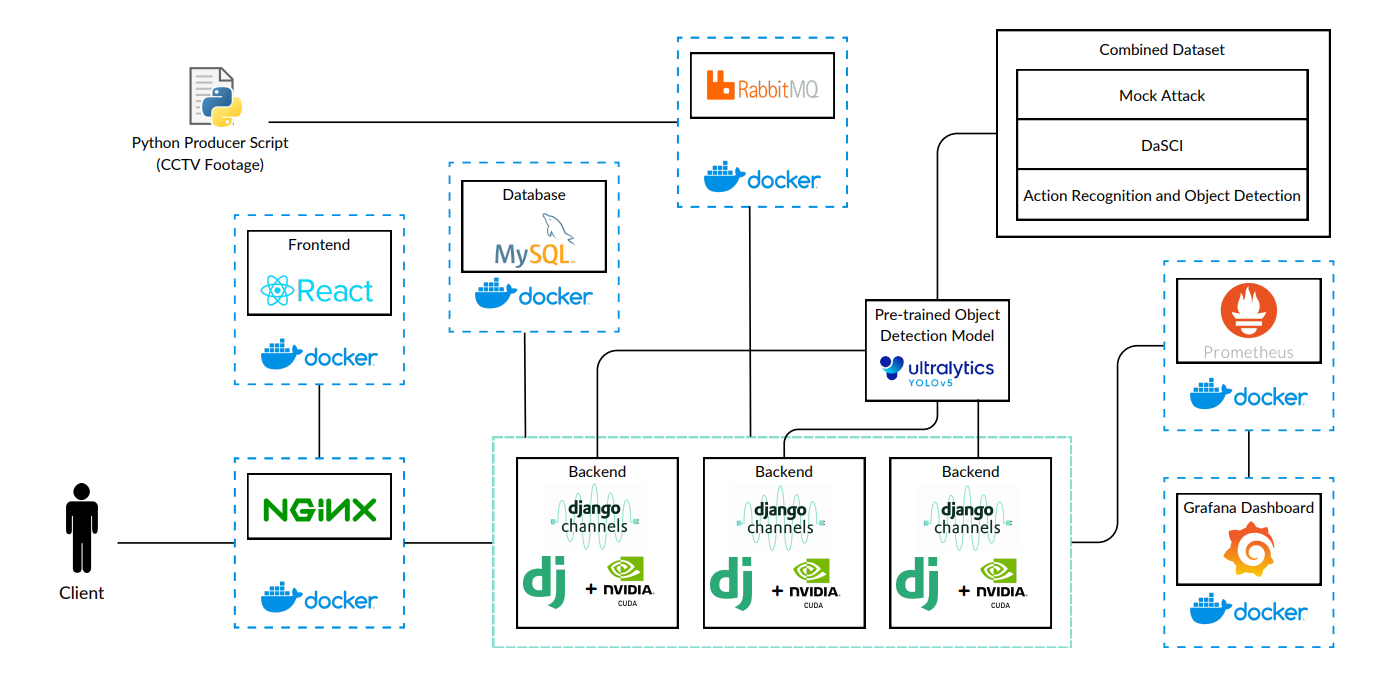 RabbitMQ
docker
Combined Dataset
Mock Attack
DaSCI
Action Recognition and Object Detection
Python Producer Script
(CCTV Footage)
Database
MySQL
docker
Frontend
React
docker
Pre-trained Object
Detection Model
ultralytics
YOLOv5
Prometheus
docker
NGiNX
docker
Client
Backend
django
channels
dj
+ NVIDIA.
CUDA
Backend
django
channels
dj
+ NVIDIA.
CUDA
Backend
django
channels
dj
+ NVIDIA.
CUDA
Grafana Dashboard
docker